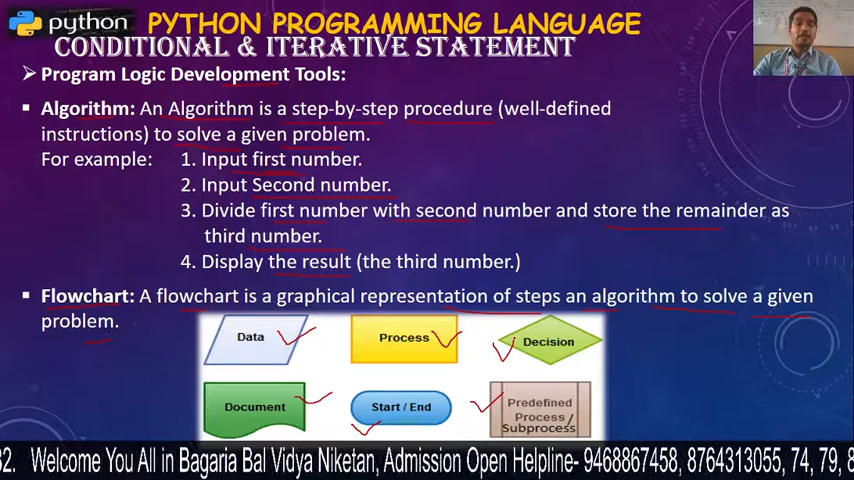 python
PYTHON PROGRAMMING LANGUAGE
CONDITIONAL & ITERATIVE STATEMENT
Program Logic Development Tools:
Algorithm: An Algorithm is a step-by-step procedure (well-defined
instructions) to solve a given problem.
For example: 1. Input first number.
2. Input Second number.
3. Divide first number with second number and store the remainder as
third number.
4. Display the result (the third number.)
Flowchart: A flowchart is a graphical representation of steps an algorithm to solve a given
problem.
Data Process Decision
Document Start / End Predefined Process / Subprocess
32. Welcome You All in Bagaria Bal Vidya Niketan, Admission Open Helpline- 9468867458, 8764313055, 74, 79, 8